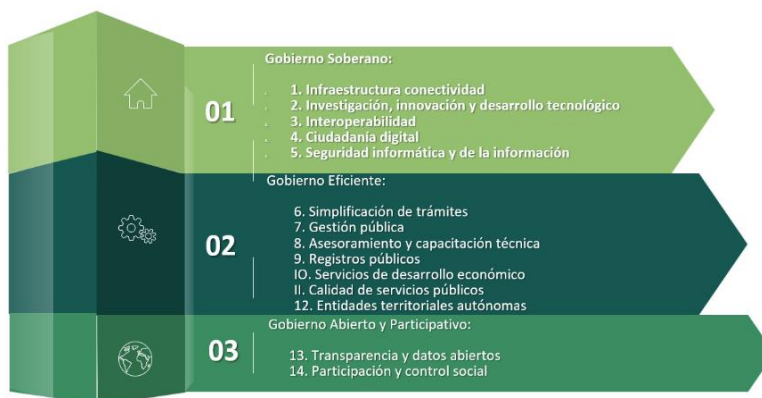 Gobierno Soberano:
1. Infraestructura conectividad
2. Investigación, innovación y desarrollo tecnológico
3. Interoperabilidad
4. Ciudadanía digital
5. Seguridad informática y de la información
01
Gobierno Eficiente:
6. Simplificación de trámites
7. Gestión pública
8. Asesoramiento y capacitación técnica
9. Registros públicos
IO. Servicios de desarrollo económico
II. Calidad de servicios públicos
12. Entidades territoriales autónomas
02
Gobierno Abierto y Participativo:
13. Transparencia y datos abiertos
14. Participación y control social
03